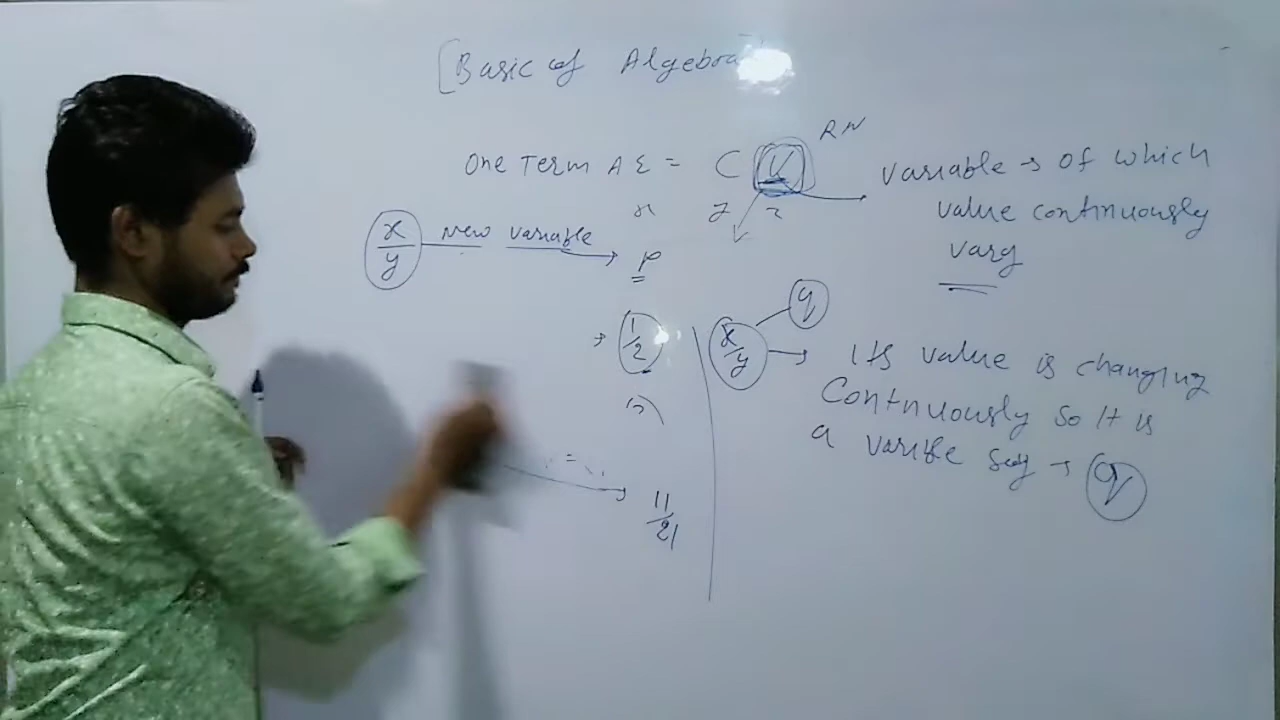 [Basic of Algebra]
RN
One Term AE = C V
x y z
variable → of which
value continuously
vary
x/y new variable → p
→ 1/2
x/y q
→ its value is changing
Contnuously so it is
a varible say → q
11/21